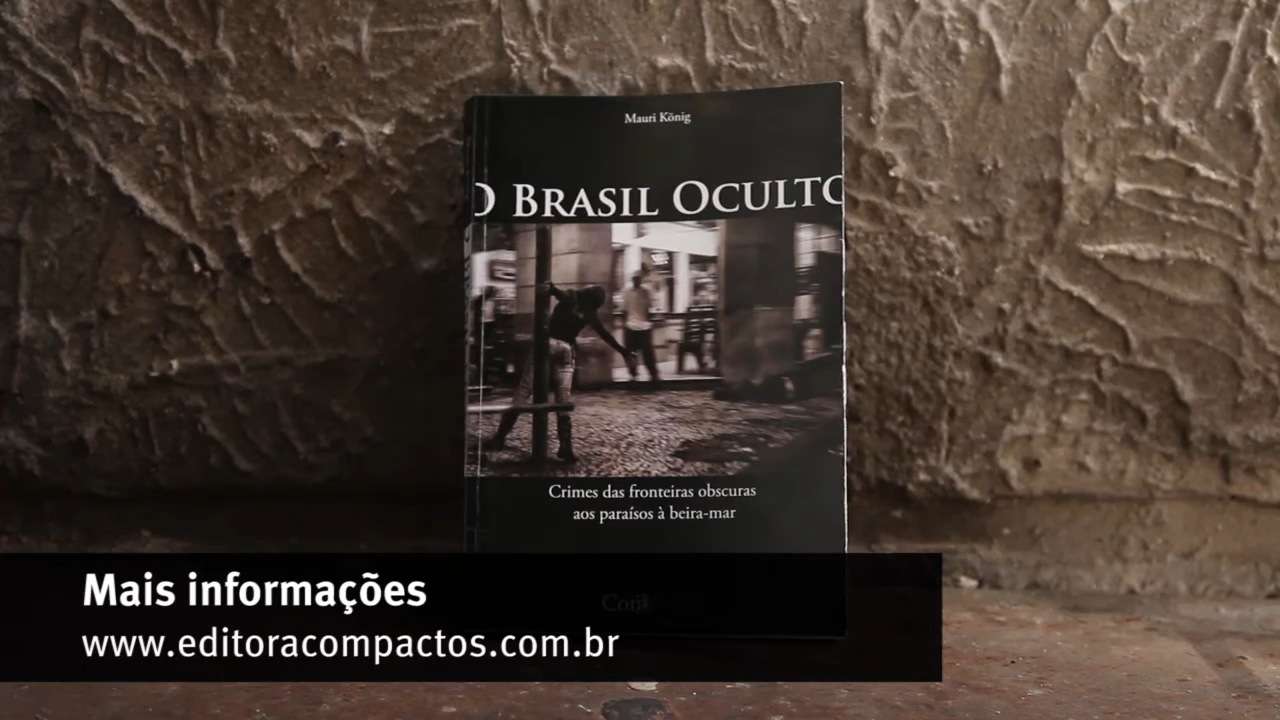 Mauri König
O BRASIL OCULTO
Crimes das fronteiras obscuras
aos paraísos à beira-mar
Mais informações
www.editoracompactos.com.br